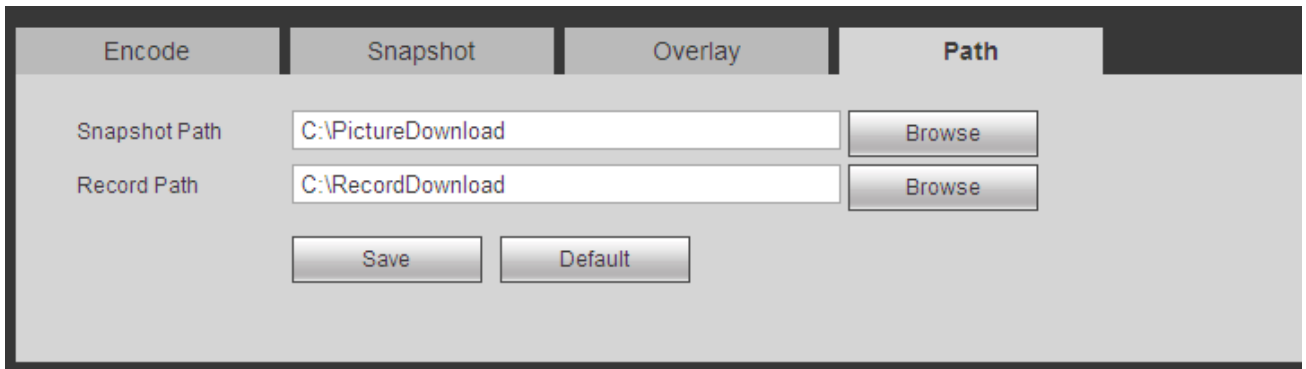 Encode Snapshot Overlay Path
Snapshot Path C:\PictureDownload Browse
Record Path C:\RecordDownload Browse
Save Default